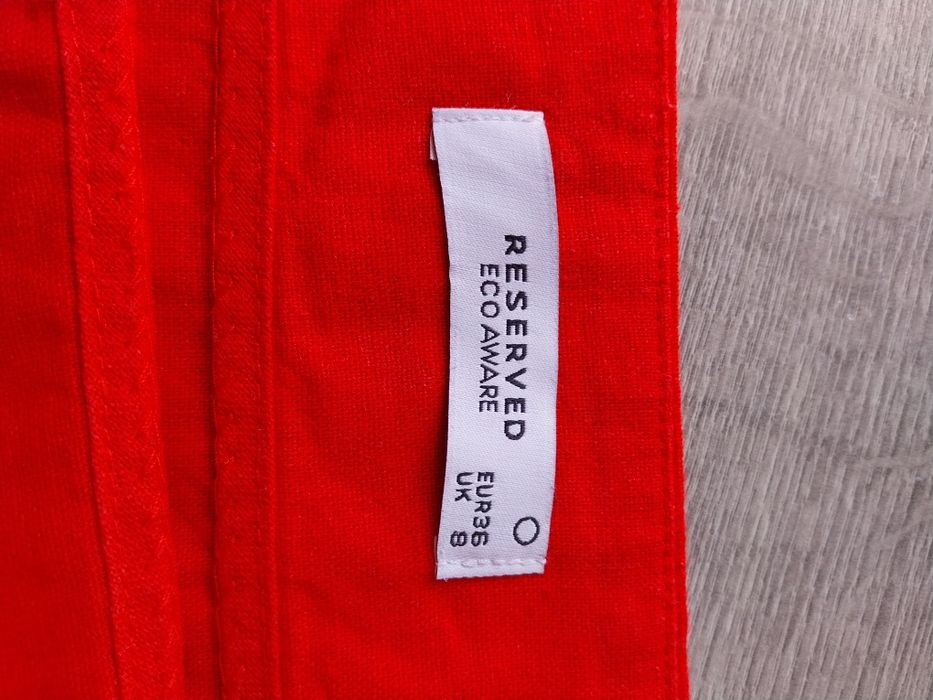 RESERVED
ECO AWARE
EUR36
UK 8